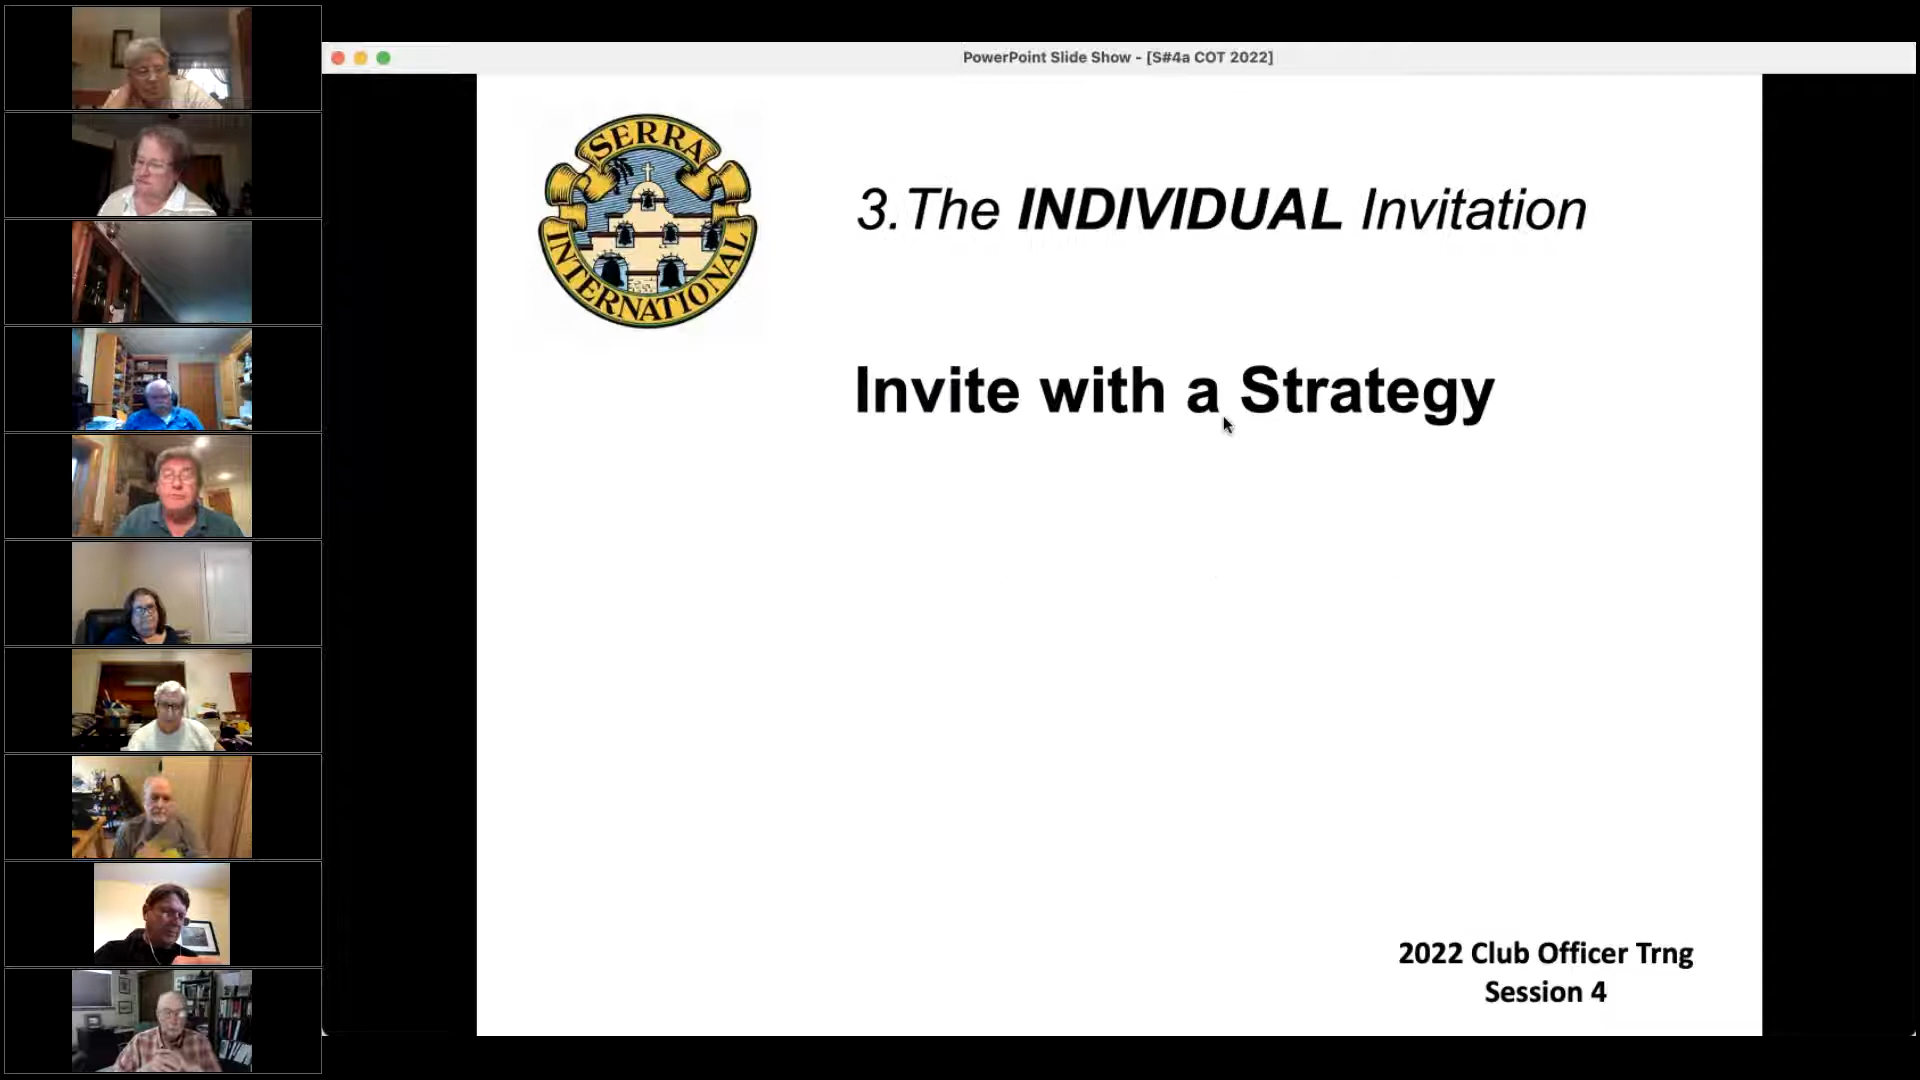 PowerPoint Slide Show - [S#4a COT 2022]
SERRA
INTERNATIONAL
3. The INDIVIDUAL Invitation
Invite with a Strategy
2022 Club Officer Trng
Session 4